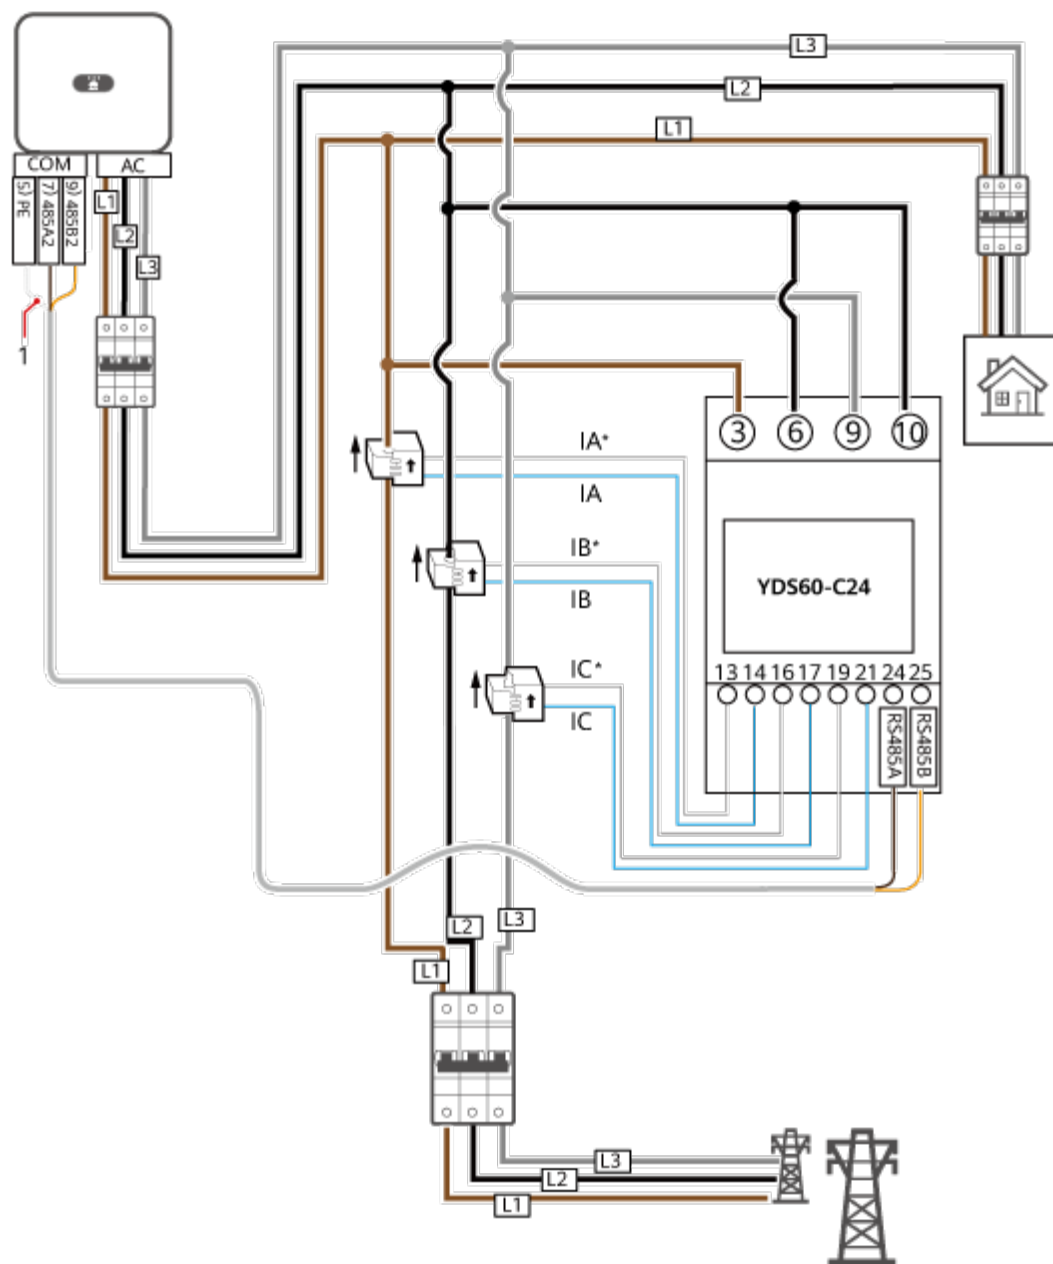 L3
L2
L1
COM
AC
5) PE
7) 485A2
9) 485B2
L1
L2
L3
1
3
6
9
10
IA*
IA
IB*
IB
IC*
IC
YDS60-C24
13 14 16 17 19 21 24 25
RS485A
RS485B
L3
L2
L1
L3
L2
L1